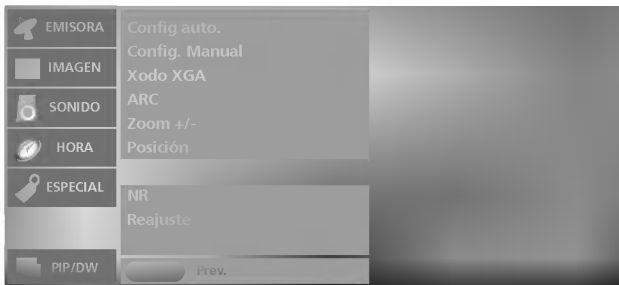 EMISORA
IMAGEN
SONIDO
HORA
ESPECIAL
PIP/DW
Config auto.
Config. Manual
Xodo XGA
ARC
Zoom +/-
Posición
NR
Reajuste
Prev.